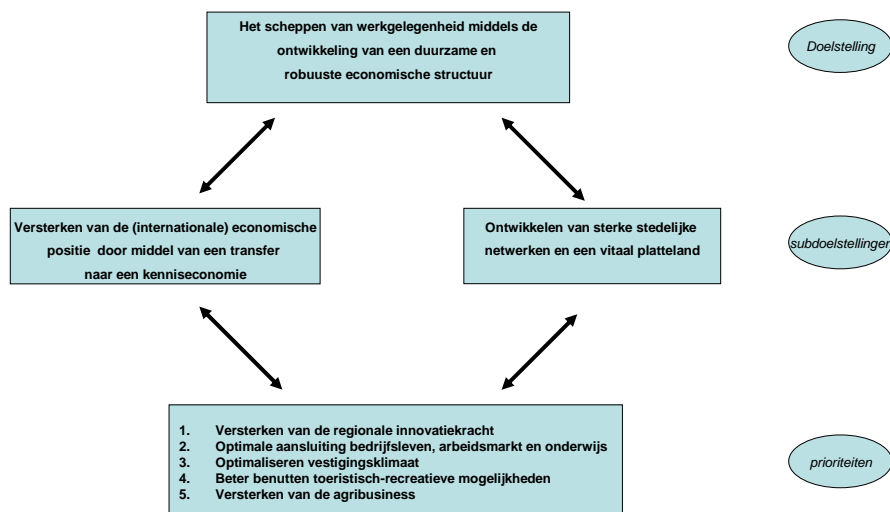 Het scheppen van werkgelegenheid middels de
ontwikkeling van een duurzame en
robuuste economische structuur
Doelstelling
Versterken van de (internationale) economische
positie door middel van een transfer
naar een kenniseconomie
Ontwikkelen van sterke stedelijke
netwerken en een vitaal platteland
subdoelstellingen
1. Versterken van de regionale innovatiekracht
2. Optimale aansluiting bedrijfsleven, arbeidsmarkt en onderwijs
3. Optimaliseren vestigingsklimaat
4. Beter benutten toeristisch-recreatieve mogelijkheden
5. Versterken van de agribusiness
prioriteiten